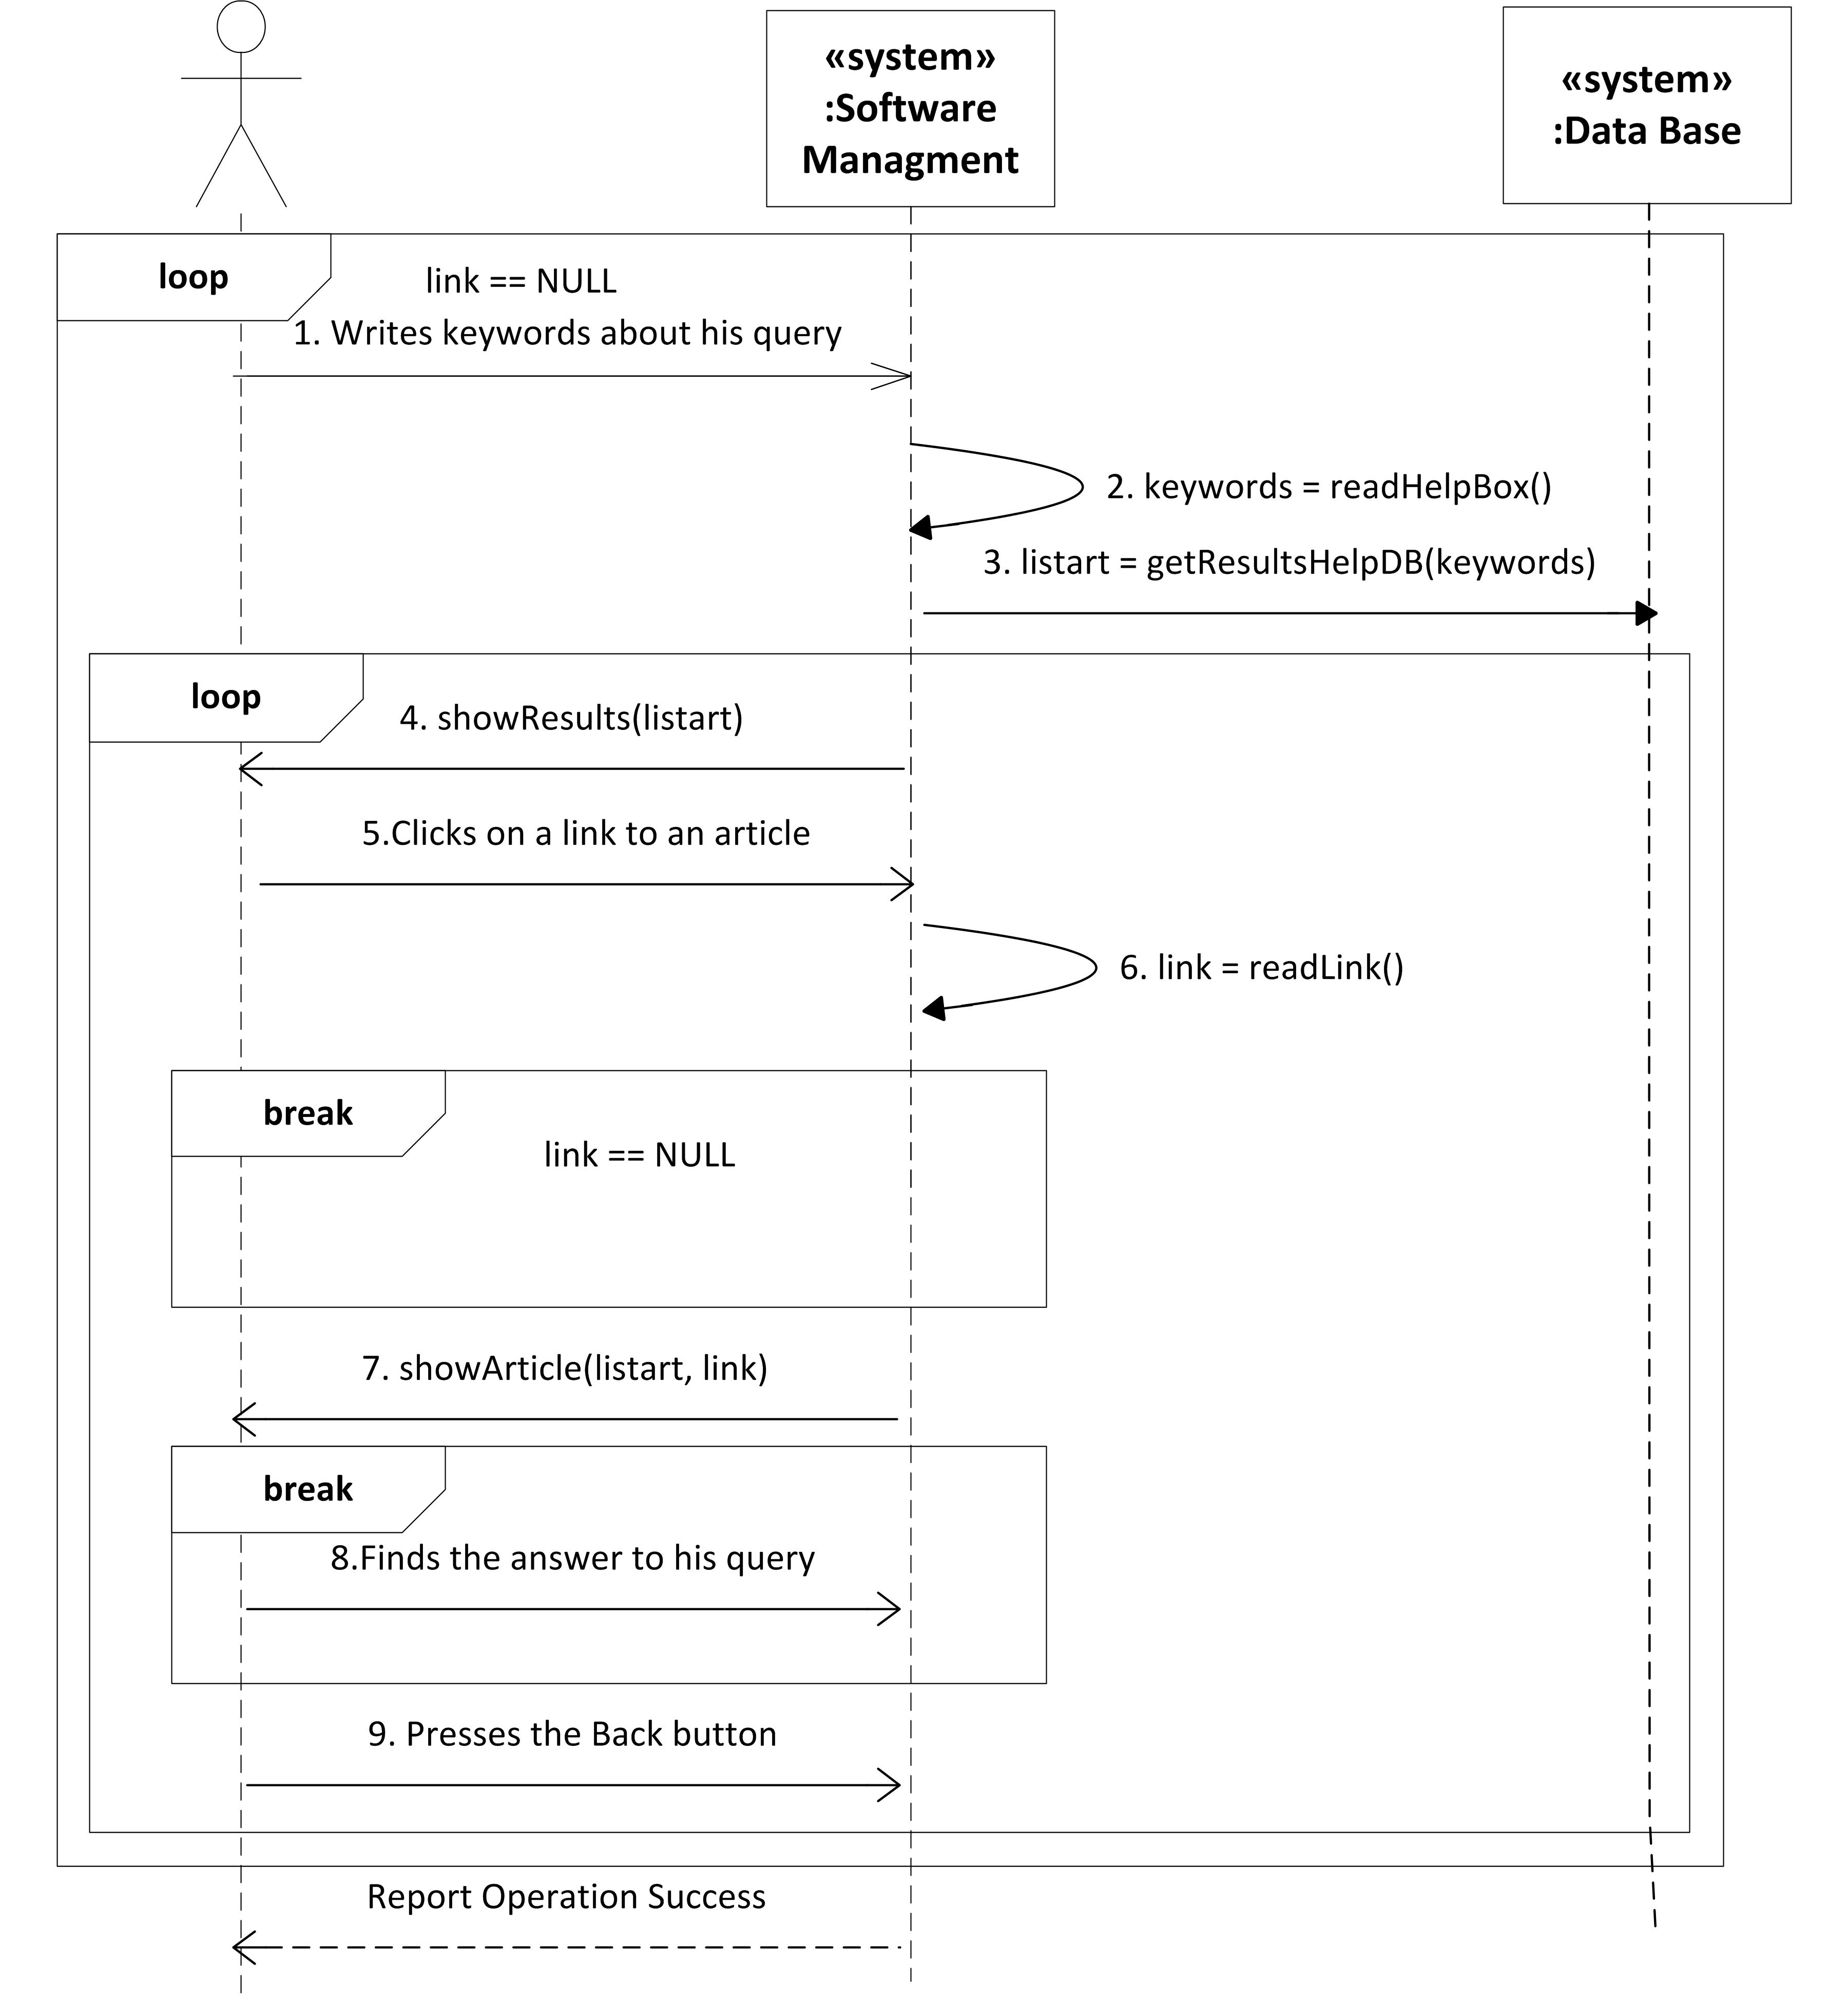 «system»
:Software
Managment
«system»
:Data Base
loop
link == NULL
1. Writes keywords about his query
2. keywords = readHelpBox()
3. listart = getResultsHelpDB(keywords)
loop
4. showResults(listart)
5.Clicks on a link to an article
6. link = readLink()
break
link == NULL
7. showArticle(listart, link)
break
8.Finds the answer to his query
9. Presses the Back button
Report Operation Success